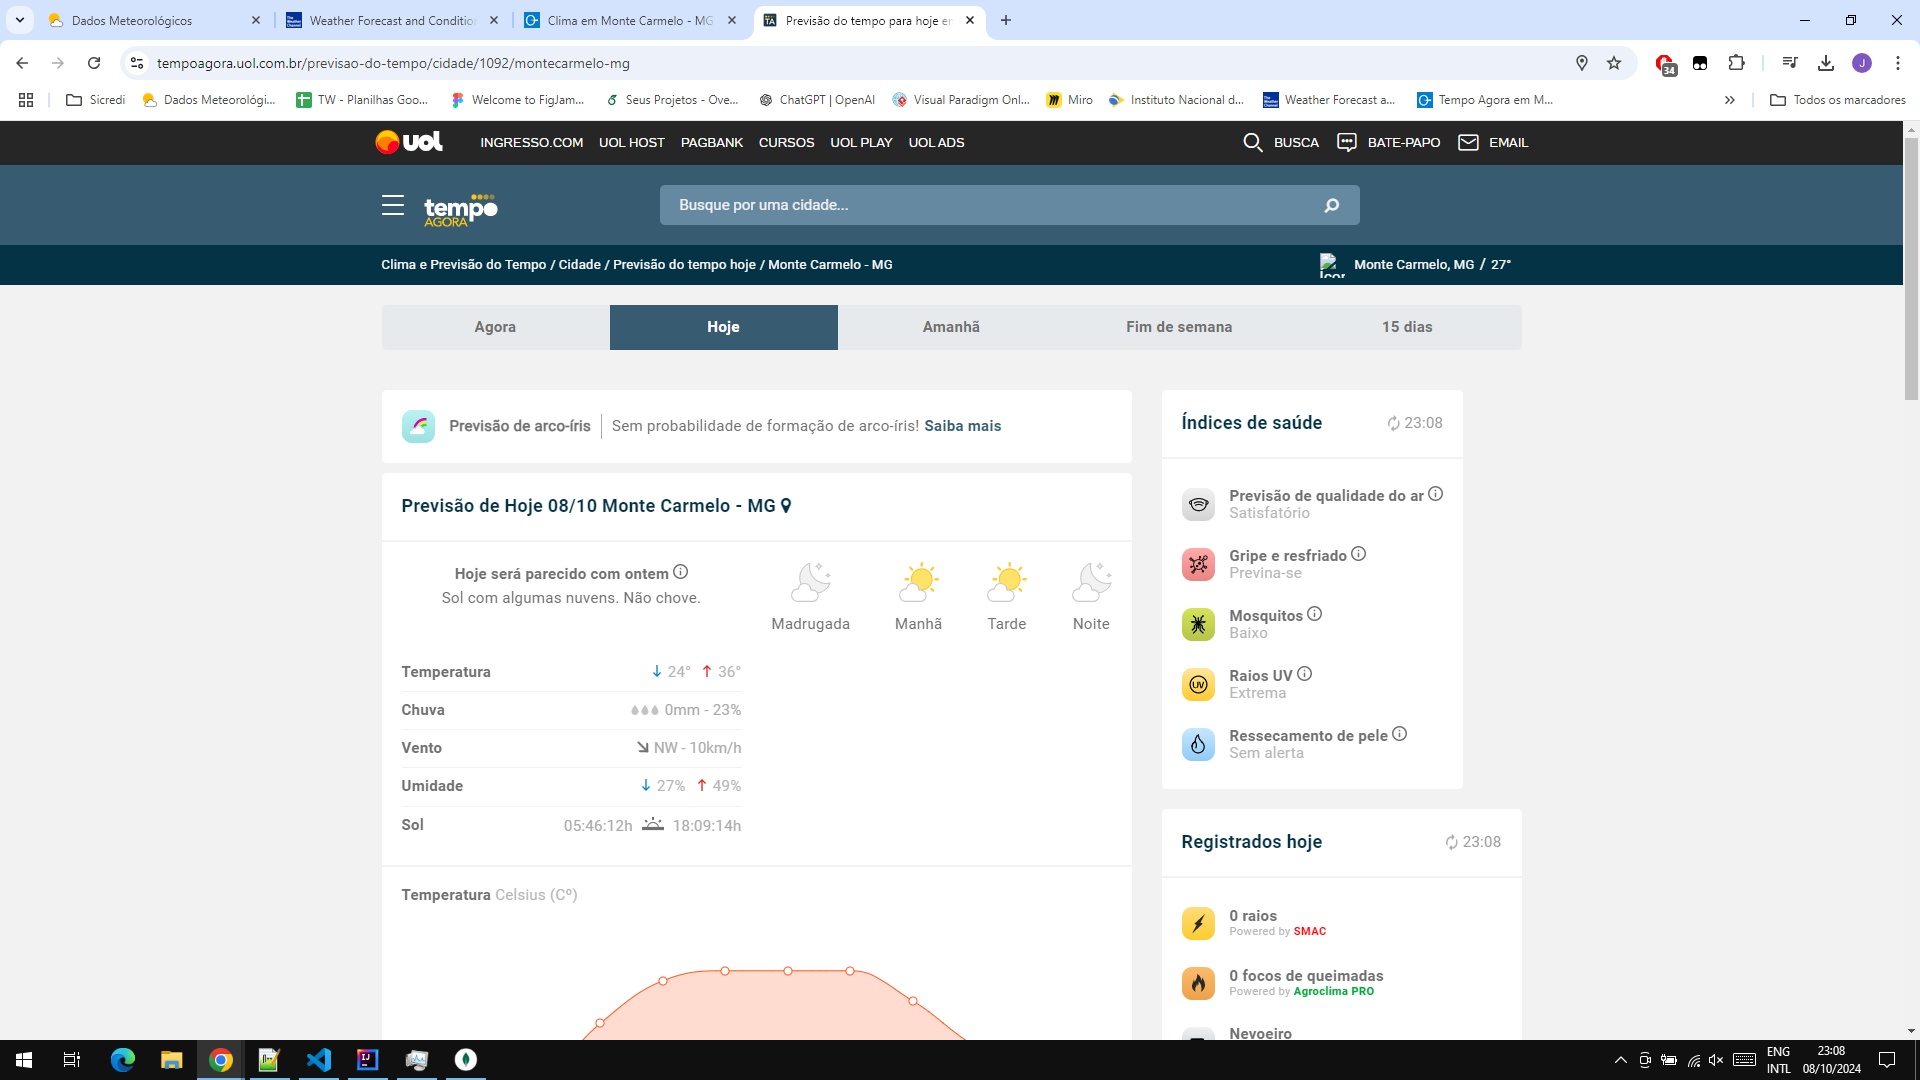 Dados Meteorológicos
Weather Forecast and Conditio
Clima em Monte Carmelo - MG
Previsão do tempo para hoje em
tempoagora.uol.com.br/previsao-do-tempo/cidade/1092/montecarmelo-mg
34
J
Sicredi
Dados Meteorológi...
TW - Planilhas Goo...
Welcome to FigJam...
Seus Projetos - Ove...
ChatGPT | OpenAI
Visual Paradigm Onl...
Miro
Instituto Nacional d...
Weather Forecast a...
Tempo Agora em M...
Todos os marcadores
uol
INGRESSO.COM
UOL HOST
PAGBANK
CURSOS
UOL PLAY
UOL ADS
BUSCA
BATE-PAPO
EMAIL
tempo
AGORA
Busque por uma cidade...
Clima e Previsão do Tempo / Cidade / Previsão do tempo hoje / Monte Carmelo - MG
Monte Carmelo, MG / 27°
Agora
Hoje
Amanhã
Fim de semana
15 dias
Previsão de arco-íris
Sem probabilidade de formação de arco-íris! Saiba mais
Previsão de Hoje 08/10 Monte Carmelo - MG
Hoje será parecido com ontem
Sol com algumas nuvens. Não chove.
Madrugada
Manhã
Tarde
Noite
Temperatura
24° 36°
Chuva
0mm - 23%
Vento
NW - 10km/h
Umidade
27% 49%
Sol
05:46:12h 18:09:14h
Temperatura Celsius (Cº)
Índices de saúde
23:08
Previsão de qualidade do ar
Satisfatório
Gripe e resfriado
Previna-se
Mosquitos
Baixo
UV
Raios UV
Extrema
Ressecamento de pele
Sem alerta
Registrados hoje
23:08
0 raios
Powered by SMAC
0 focos de queimadas
Powered by Agroclima PRO
Nevoeiro
ENG
INTL
23:08
08/10/2024